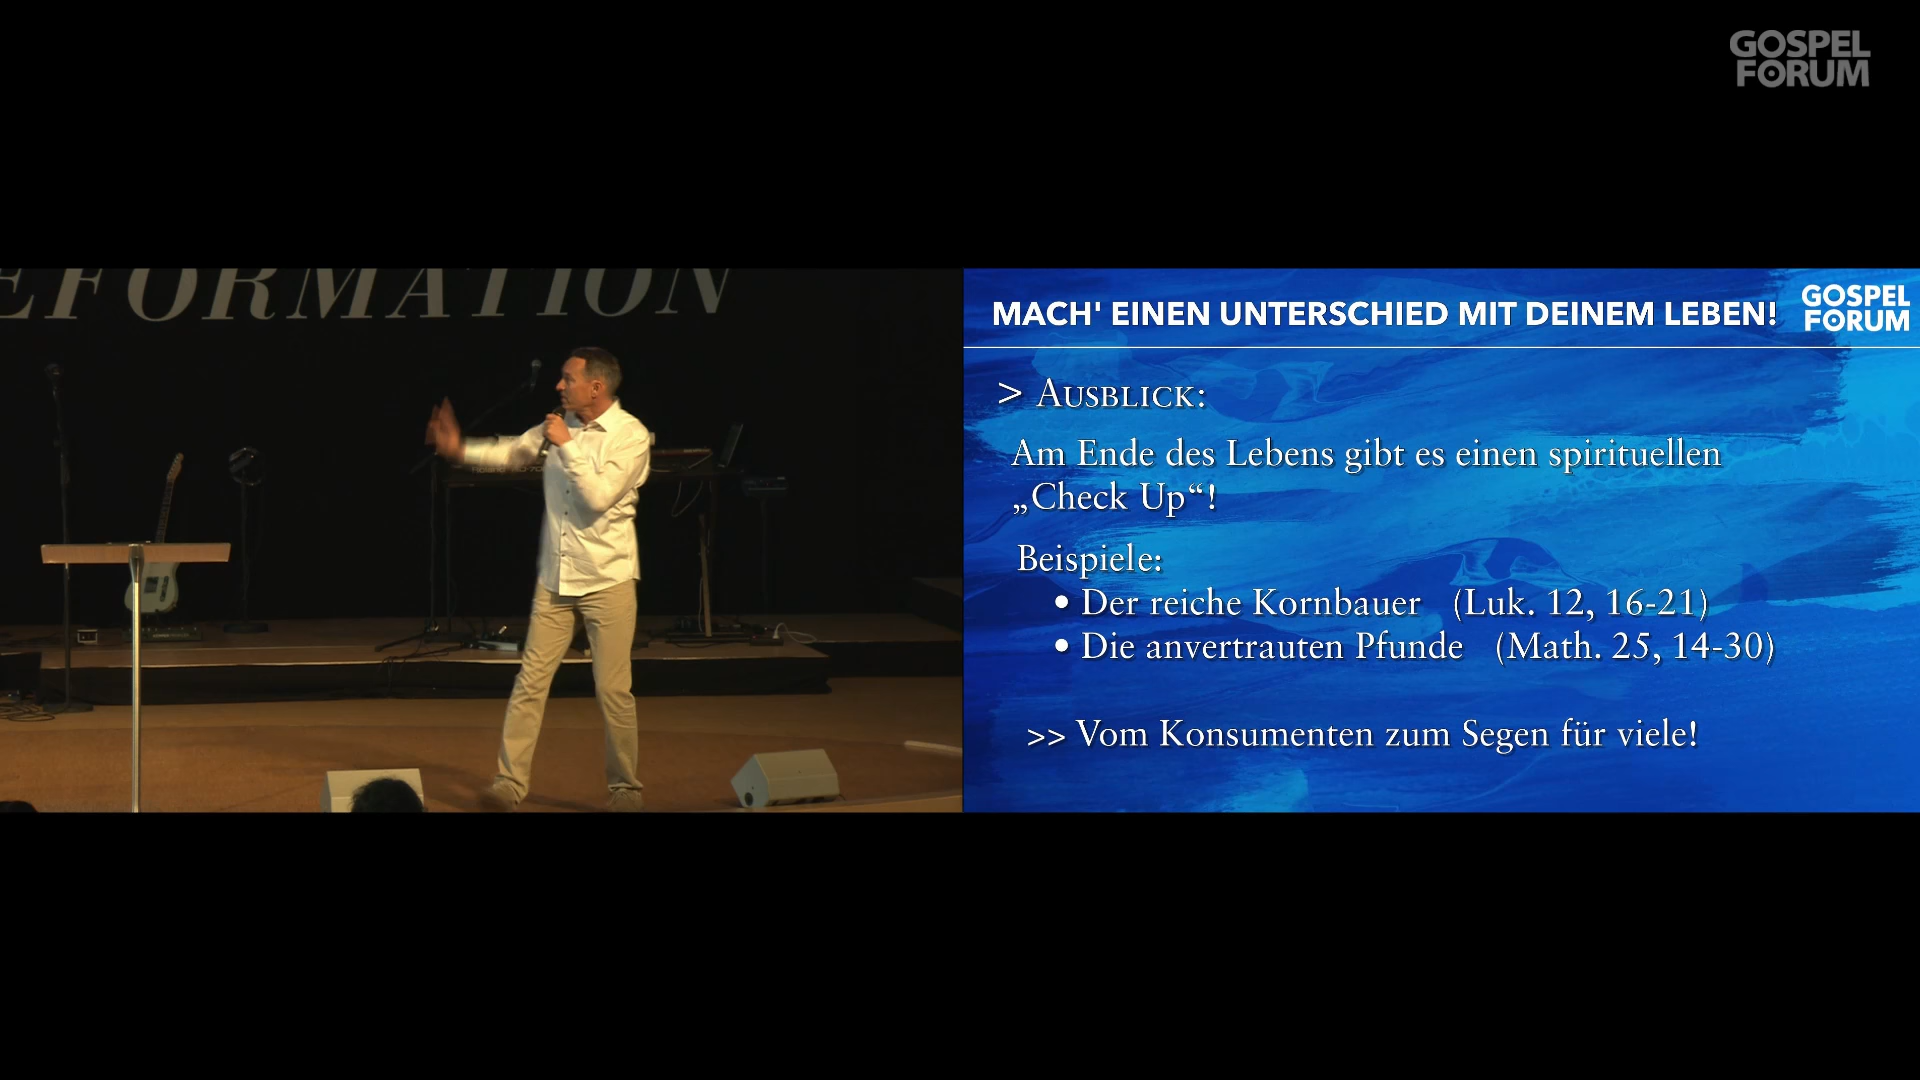 GOSPEL
FORUM
EFORMATION
MACH' EINEN UNTERSCHIED MIT DEINEM LEBEN!
GOSPEL
FORUM
> AUSBLICK:
Am Ende des Lebens gibt es einen spirituellen
„Check Up“!
Beispiele:
• Der reiche Kornbauer (Luk. 12, 16-21)
• Die anvertrauten Pfunde (Math. 25, 14-30)
>> Vom Konsumenten zum Segen für viele!